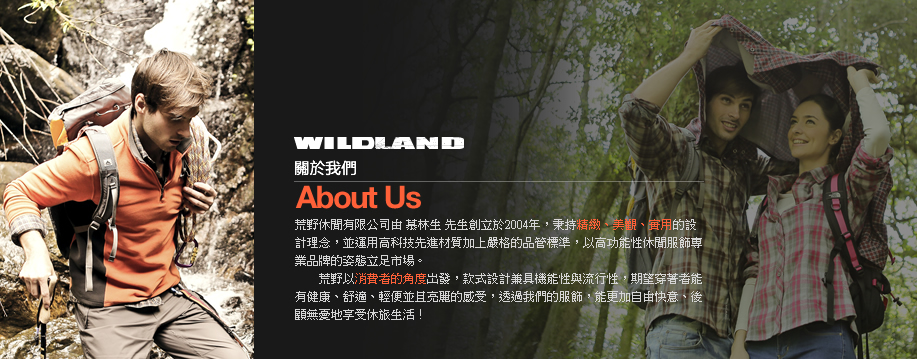 WILDLAND
關於我們
About Us
荒野休閒有限公司由 慕林生 先生創立於2004年，秉持精緻、美觀、實用的設
計理念，並運用高科技先進材質加上嚴格的品管標準，以高功能性休閒服飾專
業品牌的姿態立足市場。
荒野以消費者的角度出發，款式設計兼具機能性與流行性，期望穿著者能
有健康、舒適、輕便並且亮麗的感受，透過我們的服飾，能更加自由快意、後
顧無憂地享受休旅生活！